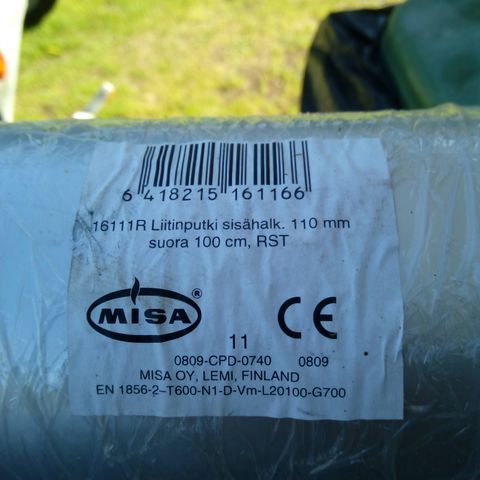 6 418215 161166
16111R Liitinputki sisähalk. 110 mm
suora 100 cm, RST
MISA ®
CE
11
0809-CPD-0740 0809
MISA OY, LEMI, FINLAND
EN 1856-2-T600-N1-D-Vm-L20100-G700